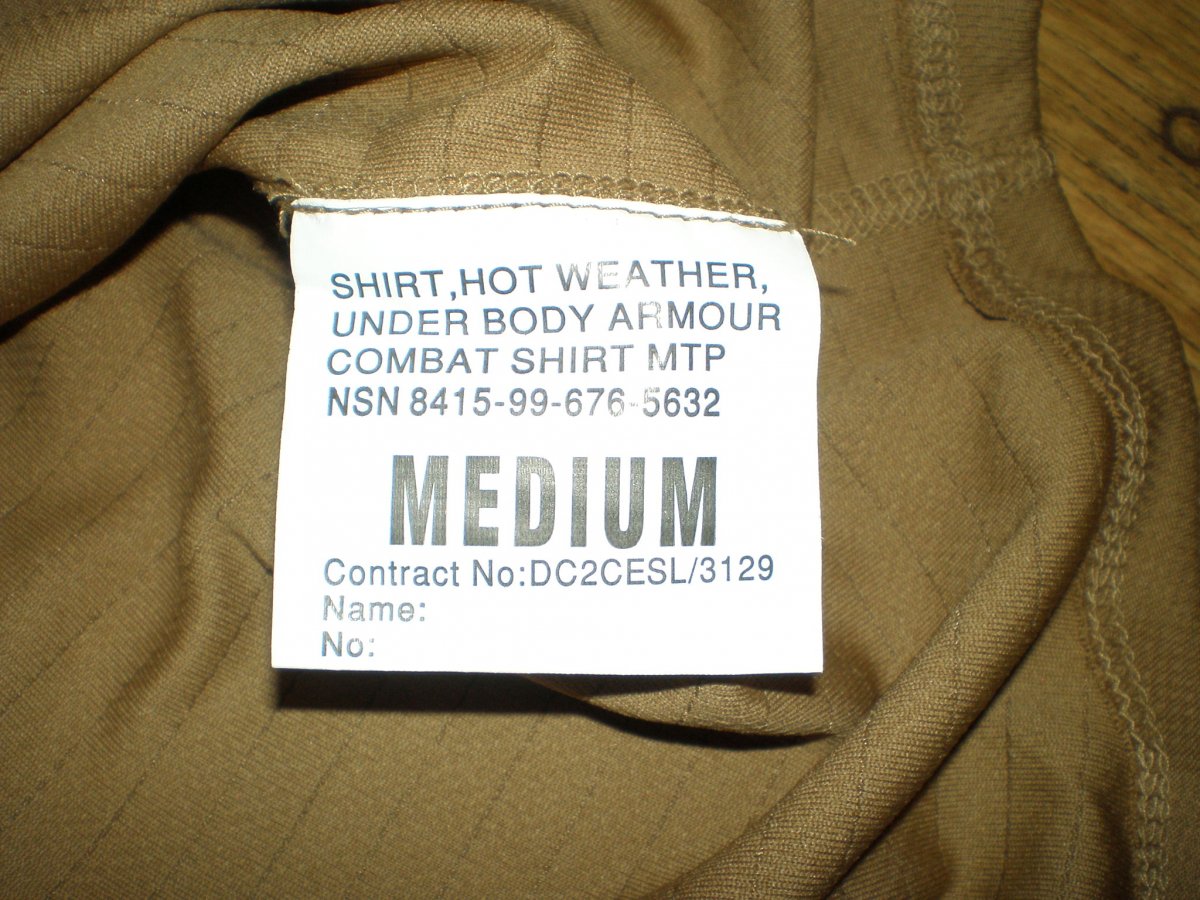 SHIRT,HOT WEATHER,
UNDER BODY ARMOUR
COMBAT SHIRT MTP
NSN 8415-99-676-5632
MEDIUM
Contract No:DC2CESL/3129
Name:
No: